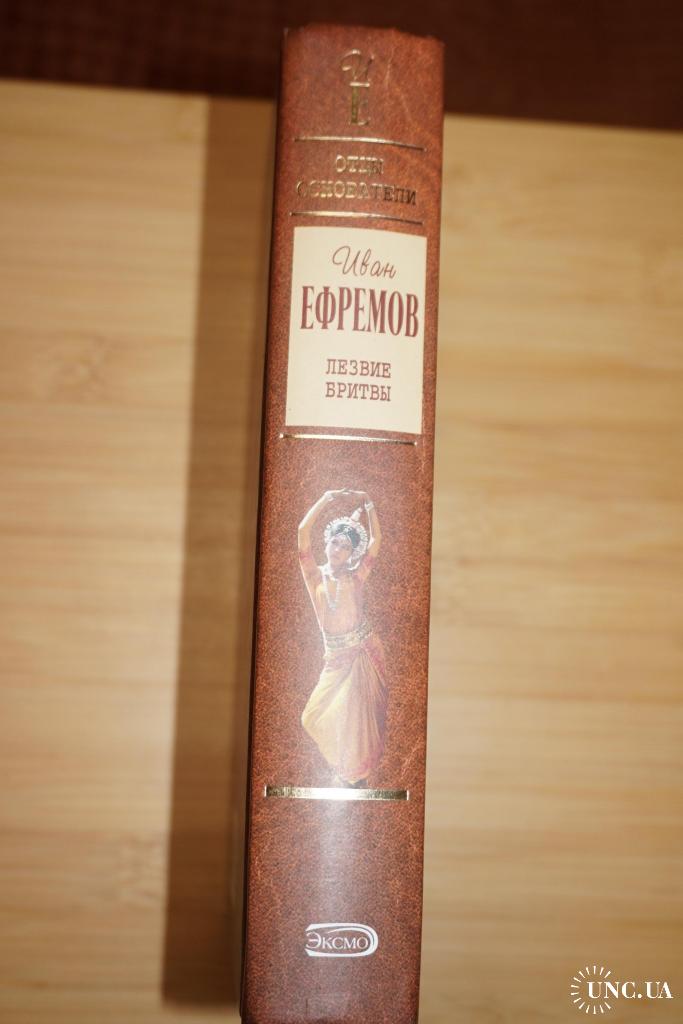 И
Е
ОТЦЫ
ОСНОВАТЕЛИ
Иван
ЕФРЕМОВ
ЛЕЗВИЕ
БРИТВЫ
ЭКСМО
UNC.UA